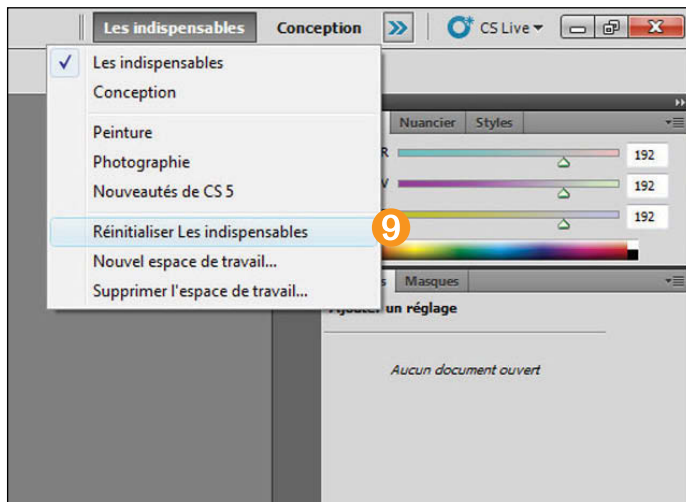 Les indispensables Conception CS Live
Les indispensables
Conception
Peinture
Photographie
Nouveautés de CS 5
Réinitialiser Les indispensables
Nouvel espace de travail...
Supprimer l'espace de travail...
9
Nuancier Styles
R 192
V 192
192
Masques
Ajouter un réglage
Aucun document ouvert